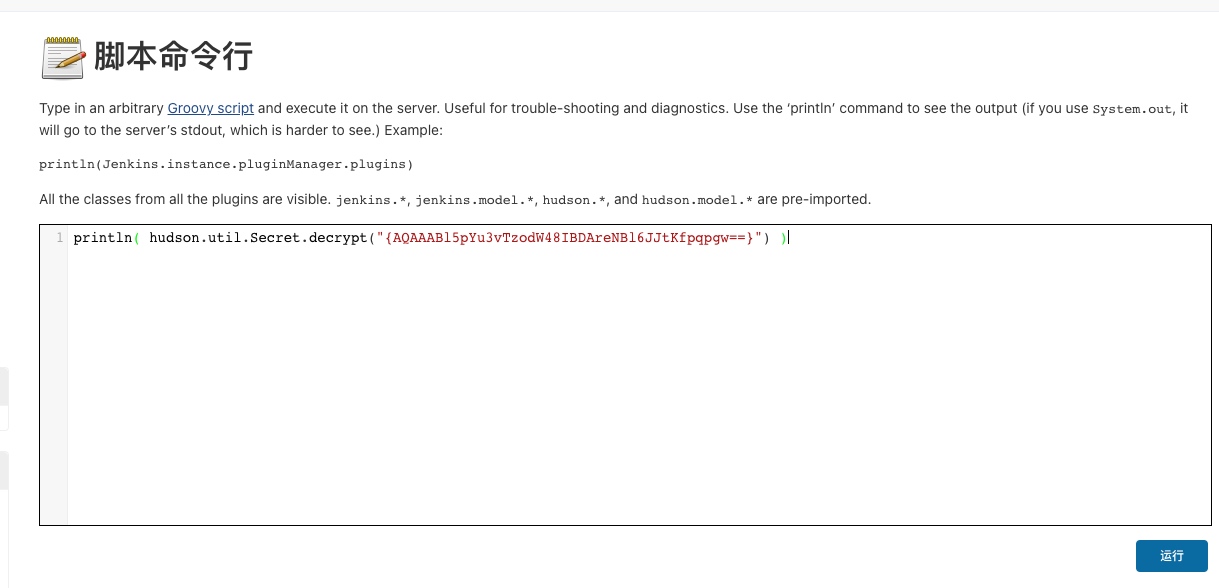 脚本命令行
Type in an arbitrary Groovy script and execute it on the server. Useful for trouble-shooting and diagnostics. Use the ‘println’ command to see the output (if you use System.out, it
will go to the server’s stdout, which is harder to see.) Example:
println(Jenkins.instance.pluginManager.plugins)
All the classes from all the plugins are visible. jenkins.*, jenkins.model.*, hudson.*, and hudson.model.* are pre-imported.
1 println( hudson.util.Secret.decrypt("{AQAAABl5pYu3vTzodW48IBDAreNBl6JJtKfpqpgw==}") )
运行